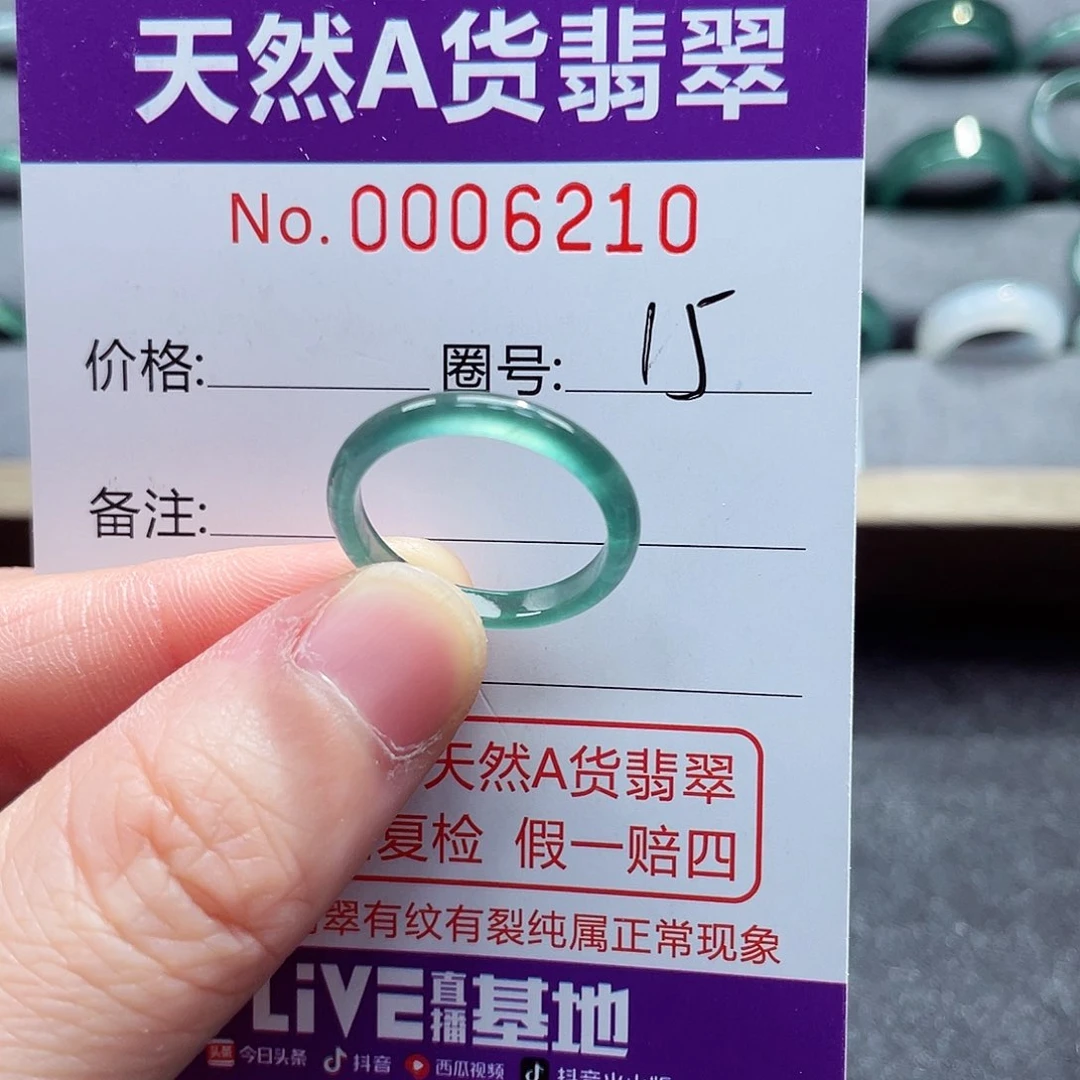 天然A货翡翠
No.0006210
价格: 圈号: 15
备注:
天然A货翡翠
复检 假一赔四
翠有纹有裂纯属正常现象
LiVE直播基地
头条 今日头条 抖音 西瓜视频